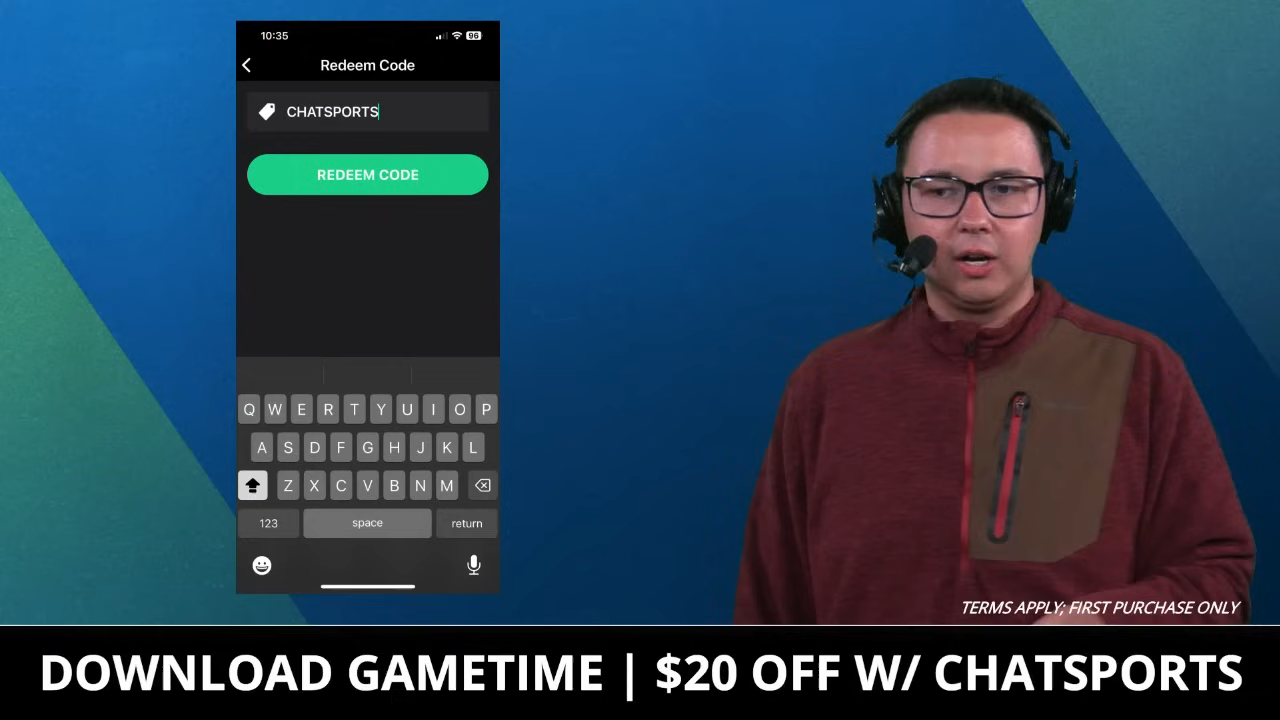 10:35
96
Redeem Code
CHATSPORTS
REDEEM CODE
Q W E R T Y U I O P
A S D F G H J K L
Z X C V B N M
123 space return
TERMS APPLY; FIRST PURCHASE ONLY
DOWNLOAD GAMETIME | $20 OFF W/ CHATSPORTS